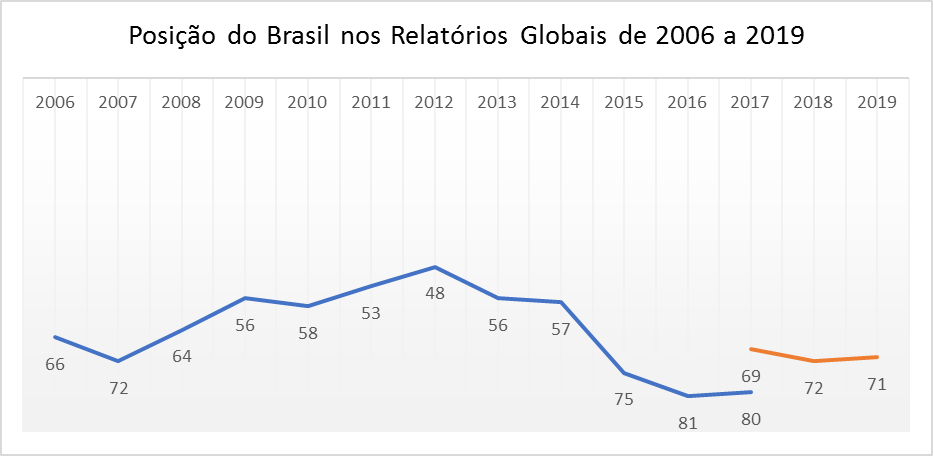 Posição do Brasil nos Relatórios Globais de 2006 a 2019
2006 2007 2008 2009 2010 2011 2012 2013 2014 2015 2016 2017 2018 2019
66 72 64 56 58 53 48 56 57 75 81 80
69 72 71